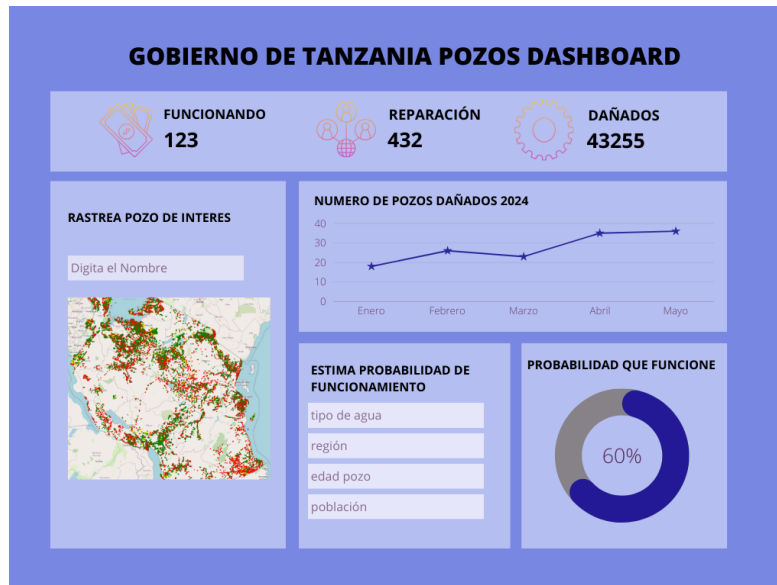 GOBIERNO DE TANZANIA POZOS DASHBOARD
FUNCIONANDO
123
REPARACIÓN
432
DAÑADOS
43255
RASTREA POZO DE INTERES
Digita el Nombre
NUMERO DE POZOS DAÑADOS 2024
40
30
20
10
0
Enero Febrero Marzo Abril Mayo
ESTIMA PROBABILIDAD DE
FUNCIONAMIENTO
tipo de agua
región
edad pozo
población
PROBABILIDAD QUE FUNCIONE
60%